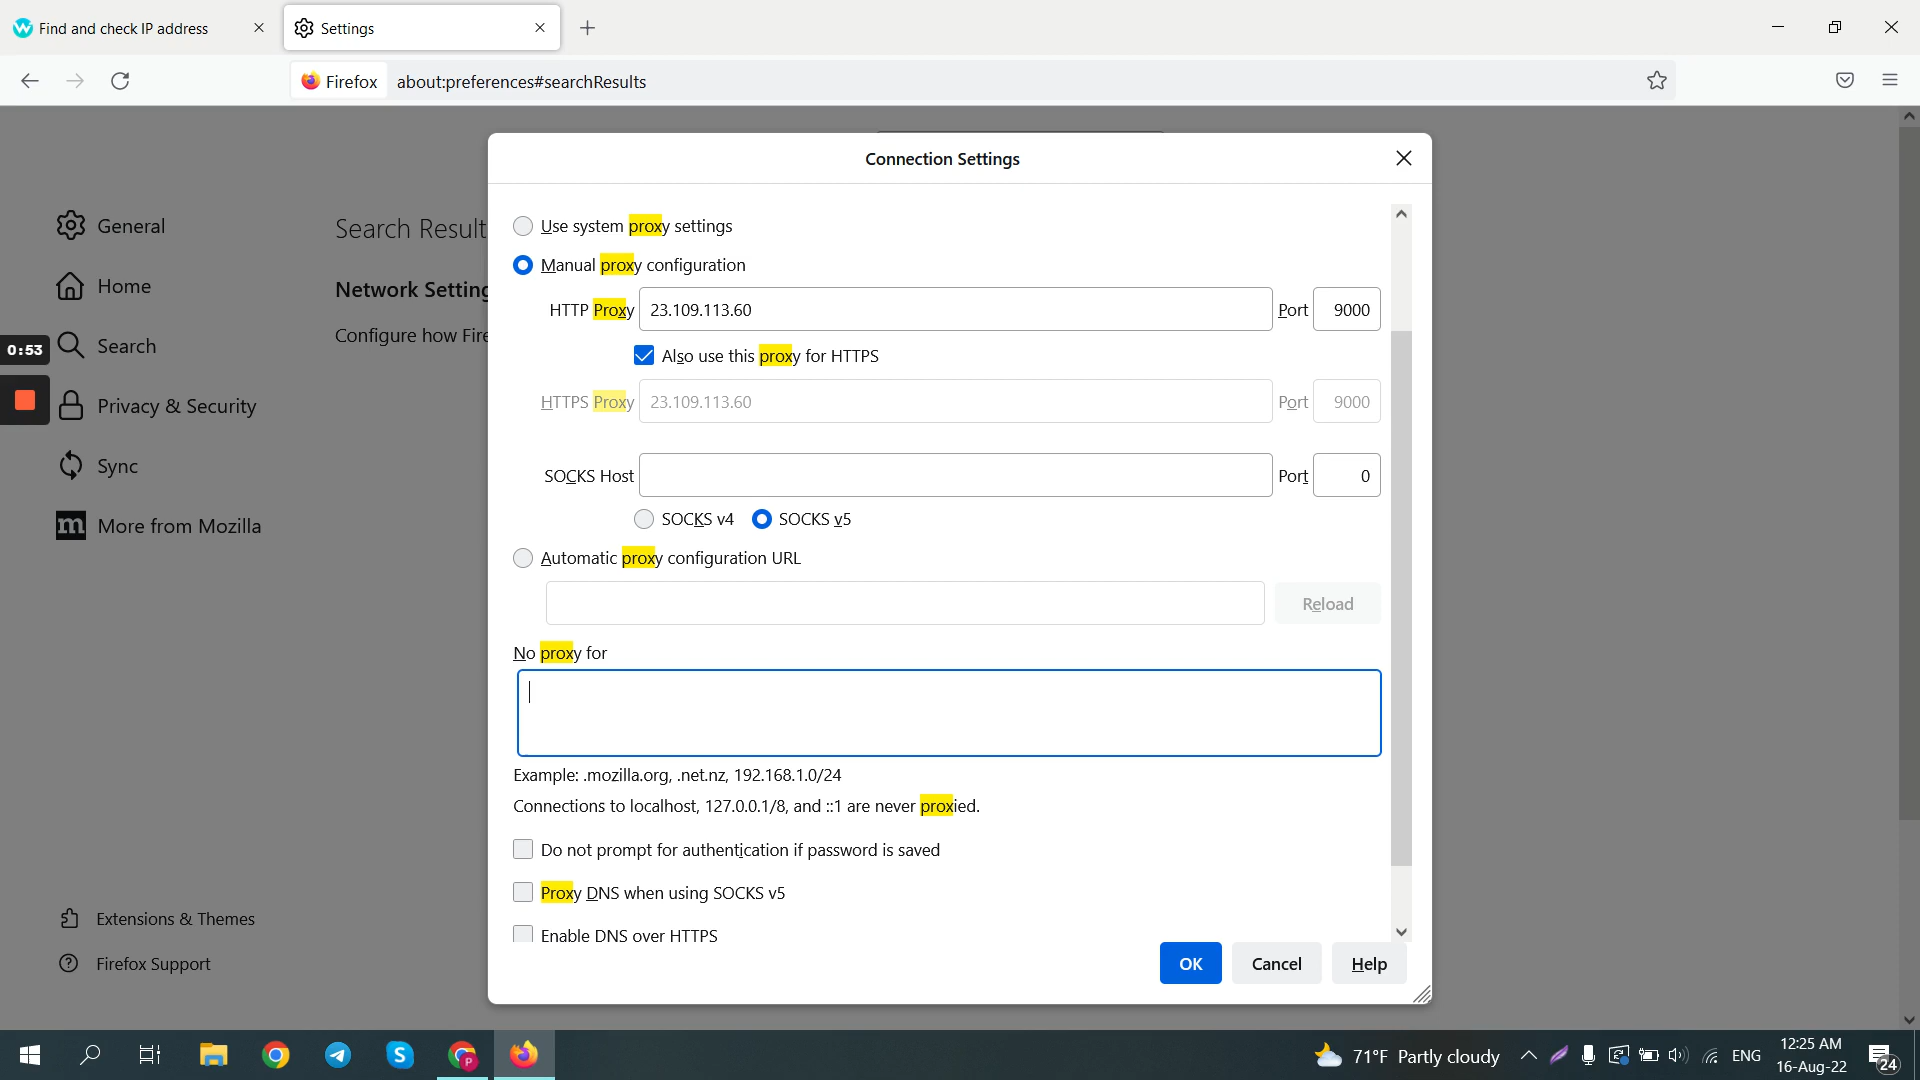 Find and check IP address
Settings
Firefox
about:preferences#searchResults
Connection Settings
General
Home
0:53
Search
Privacy & Security
Sync
m
More from Mozilla
Extensions & Themes
Firefox Support
Search Result
Network Setting
Configure how Fire
Use system proxy settings
Manual proxy configuration
HTTP Proxy 23.109.113.60 Port 9000
Also use this proxy for HTTPS
HTTPS Proxy 23.109.113.60 Port 9000
SOCKS Host Port 0
SOCKS v4 SOCKS v5
Automatic proxy configuration URL
Reload
No proxy for
Example: .mozilla.org, .net.nz, 192.168.1.0/24
Connections to localhost, 127.0.0.1/8, and ::1 are never proxied.
Do not prompt for authentication if password is saved
Proxy DNS when using SOCKS v5
Enable DNS over HTTPS
OK Cancel Help
71°F Partly cloudy
ENG
12:25 AM
16-Aug-22
24